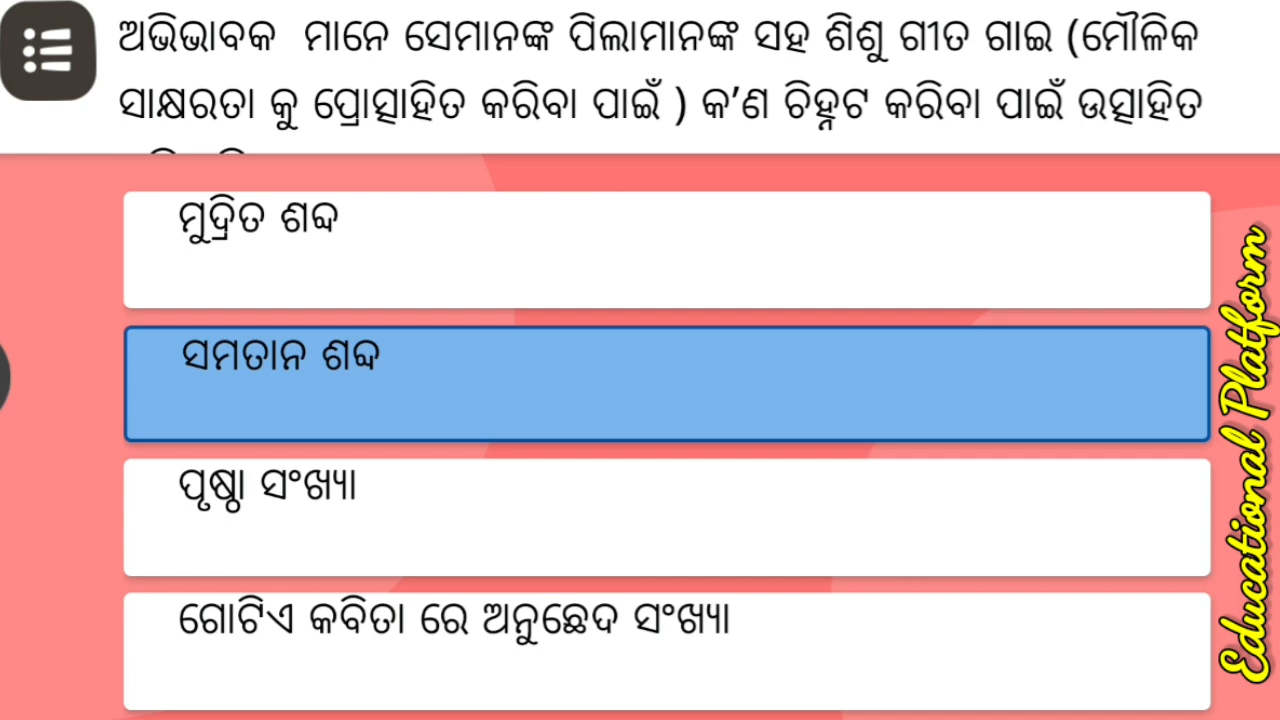 ଅଭିଭାବକ ମାନେ ସେମାନଙ୍କ ପିଲାମାନଙ୍କ ସହ ଶିଶୁ ଗୀତ ଗାଇ (ମୌଳିକ
ସାକ୍ଷରତା କୁ ପ୍ରୋତ୍ସାହିତ କରିବା ପାଇଁ ) କ’ଣ ଚିହ୍ନଟ କରିବା ପାଇଁ ଉତ୍ସାହିତ
ମୁଦ୍ରିତ ଶବ୍ଦ
ସମତାନ ଶବ୍ଦ
ପୃଷ୍ଠା ସଂଖ୍ୟା
ଗୋଟିଏ କବିତା ରେ ଅନୁଛେଦ ସଂଖ୍ୟା
Educational Platform